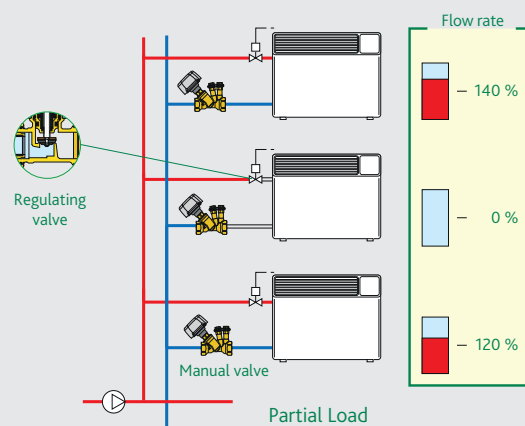 Flow rate
– 140 %
Regulating
valve
– 0 %
– 120 %
Manual valve
Partial Load